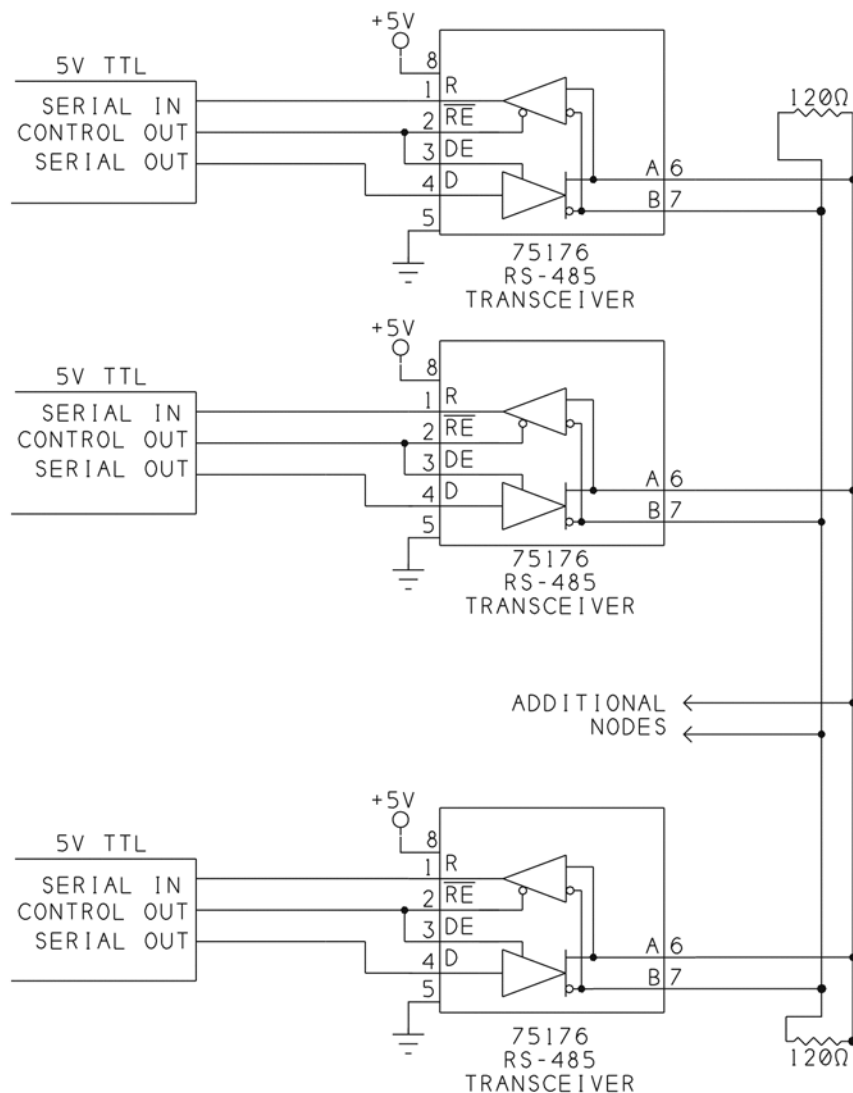 +5V
5V TTL
8
1 R
SERIAL IN
120Ω
2 RE
CONTROL OUT
3 DE
SERIAL OUT
A 6
4 D
B 7
5
75176
RS-485
TRANSCEIVER
+5V
5V TTL
8
1 R
SERIAL IN
2 RE
CONTROL OUT
3 DE
SERIAL OUT
A 6
4 D
B 7
5
75176
RS-485
TRANSCEIVER
ADDITIONAL
NODES
+5V
5V TTL
8
1 R
SERIAL IN
2 RE
CONTROL OUT
3 DE
SERIAL OUT
A 6
4 D
B 7
5
75176
RS-485
TRANSCEIVER
120Ω